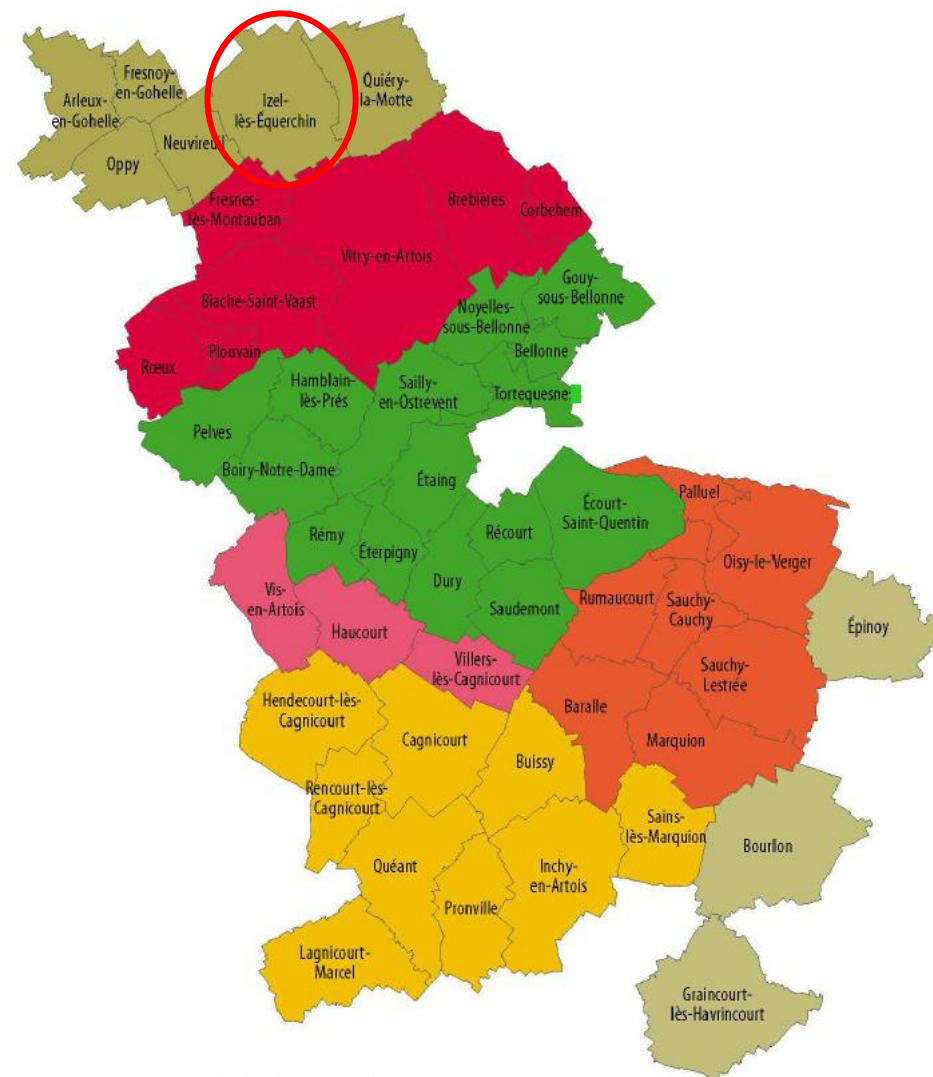 Fresnoy-
en-Gohelle
Arleux-
en-Gohelle
Izel-
lès-Équerchin
Quiéry-
la-Motte
Neuvireuil
Oppy
Brebières
Corbehem
Fresnes-
lès-Montauban
Vitry-en-Artois
Gouy-
sous-Bellonne
Biache-Saint-Vaast
Noyelles-
sous-Bellonne
Plouvain
Bellonne
Rœux
Hamblain-
lès-Prés
Sailly-
en-Ostrevent
Tortequesne
Pelves
Boiry-Notre-Dame
Étaing
Écourt-
Saint-Quentin
Palluel
Rémy
Éterpigny
Récourt
Oisy-le-Verger
Dury
Vis-
en-Artois
Saudemont
Rumaucourt
Sauchy-
Cauchy
Épinoy
Haucourt
Villers-
lès-Cagnicourt
Sauchy-
Lestrée
Hendecourt-lès-
Cagnicourt
Baralle
Cagnicourt
Marquion
Buissy
Rencourt-lès-
Cagnicourt
Sains-
lès-Marquion
Bourllon
Quéant
Inchy-
en-Artois
Pronville
Lagnicourt-
Marcel
Graincourt-
lès-Havrincourt